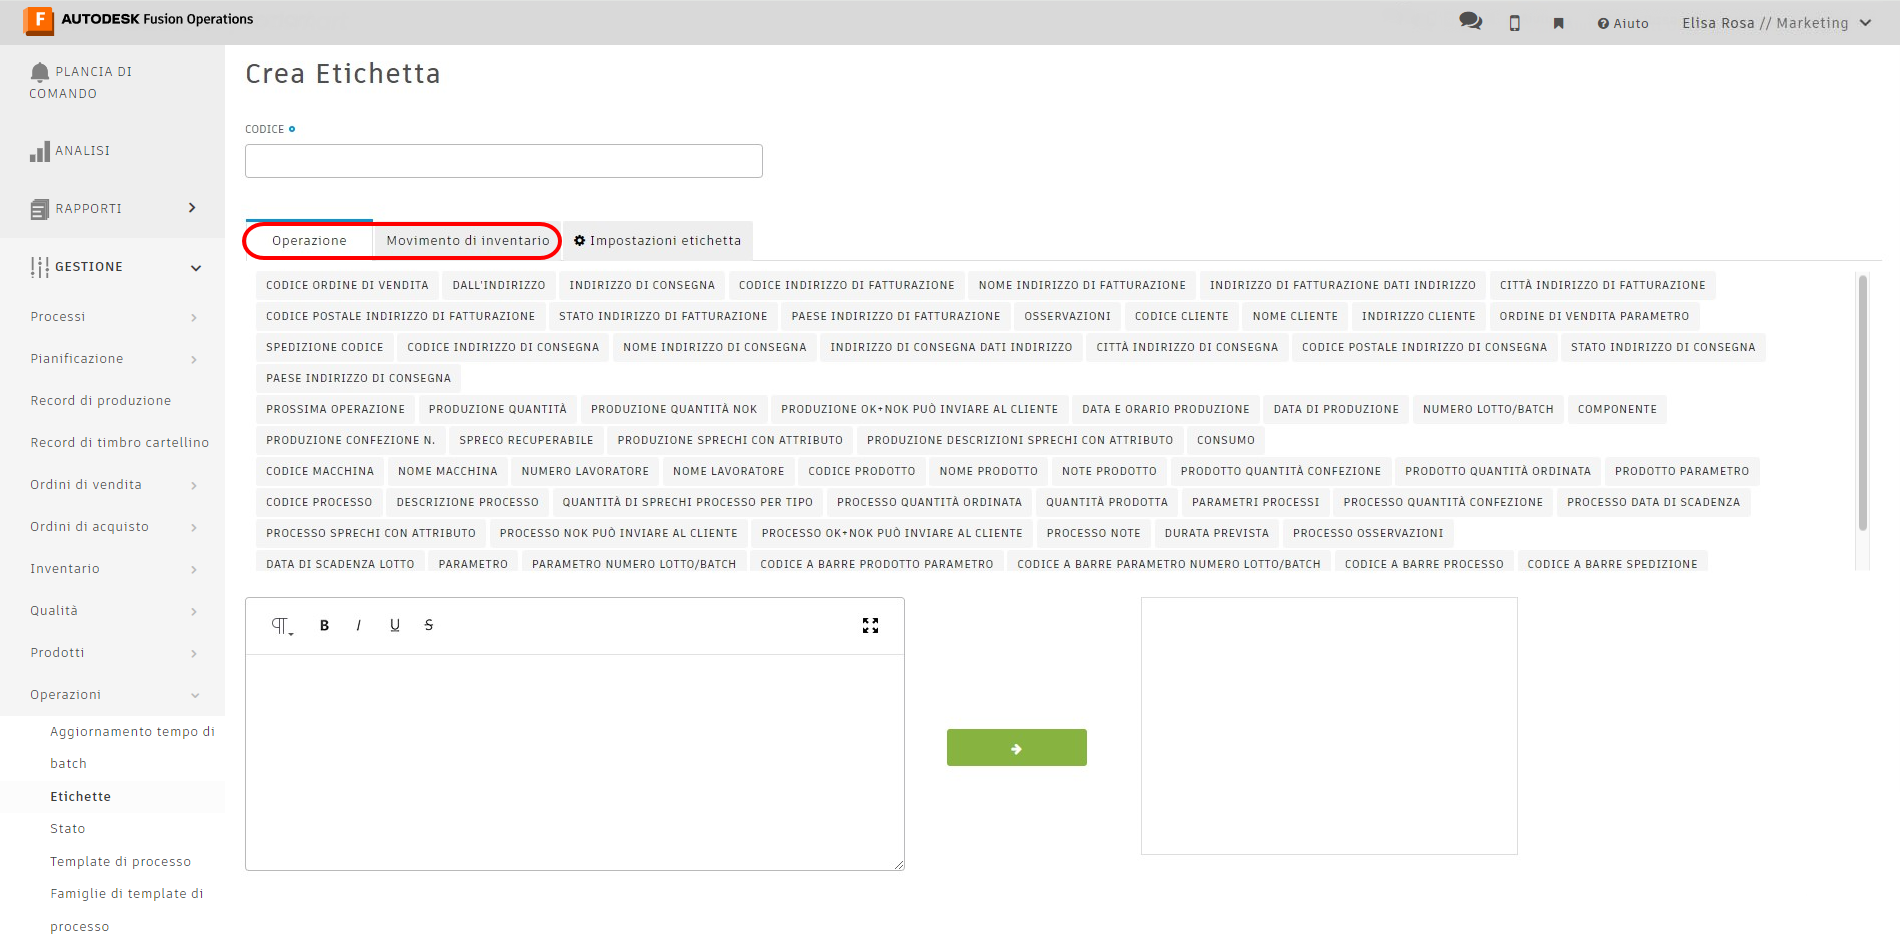 AUTODESK Fusion Operations
Aiuto
Elisa Rosa // Marketing
PLANCIA DI
COMANDO
ANALISI
RAPPORTI
GESTIONE
Processi
Pianificazione
Record di produzione
Record di timbro cartellino
Ordini di vendita
Ordini di acquisto
Inventario
Qualità
Prodotti
Operazioni
Aggiornamento tempo di
batch
Etichette
Stato
Template di processo
Famiglie di template di
processo
Crea Etichetta
CODICE
Operazione Movimento di inventario Impostazioni etichetta
CODICE ORDINE DI VENDITA DALL'INDIRIZZO INDIRIZZO DI CONSEGNA CODICE INDIRIZZO DI FATTURAZIONE NOME INDIRIZZO DI FATTURAZIONE INDIRIZZO DI FATTURAZIONE DATI INDIRIZZO CITTÀ INDIRIZZO DI FATTURAZIONE
CODICE POSTALE INDIRIZZO DI FATTURAZIONE STATO INDIRIZZO DI FATTURAZIONE PAESE INDIRIZZO DI FATTURAZIONE OSSERVAZIONI CODICE CLIENTE NOME CLIENTE INDIRIZZO CLIENTE ORDINE DI VENDITA PARAMETRO
SPEDIZIONE CODICE CODICE INDIRIZZO DI CONSEGNA NOME INDIRIZZO DI CONSEGNA INDIRIZZO DI CONSEGNA DATI INDIRIZZO CITTÀ INDIRIZZO DI CONSEGNA CODICE POSTALE INDIRIZZO DI CONSEGNA STATO INDIRIZZO DI CONSEGNA
PAESE INDIRIZZO DI CONSEGNA
PROSSIMA OPERAZIONE PRODUZIONE QUANTITÀ PRODUZIONE QUANTITÀ NOK PRODUZIONE OK+NOK PUÒ INVIARE AL CLIENTE DATA E ORARIO PRODUZIONE DATA DI PRODUZIONE NUMERO LOTTO/BATCH COMPONENTE
PRODUZIONE CONFEZIONE N. SPRECO RECUPERABILE PRODUZIONE SPRECHI CON ATTRIBUTO PRODUZIONE DESCRIZIONI SPRECHI CON ATTRIBUTO CONSUMO
CODICE MACCHINA NOME MACCHINA NUMERO LAVORATORE NOME LAVORATORE CODICE PRODOTTO NOME PRODOTTO NOTE PRODOTTO PRODOTTO QUANTITÀ CONFEZIONE PRODOTTO QUANTITÀ ORDINATA PRODOTTO PARAMETRO
CODICE PROCESSO DESCRIZIONE PROCESSO QUANTITÀ DI SPRECHI PROCESSO PER TIPO PROCESSO QUANTITÀ ORDINATA QUANTITÀ PRODOTTA PARAMETRI PROCESSI PROCESSO QUANTITÀ CONFEZIONE PROCESSO DATA DI SCADENZA
PROCESSO SPRECHI CON ATTRIBUTO PROCESSO NOK PUÒ INVIARE AL CLIENTE PROCESSO OK+NOK PUÒ INVIARE AL CLIENTE PROCESSO NOTE DURATA PREVISTA PROCESSO OSSERVAZIONI
DATA DI SCADENZA LOTTO PARAMETRO PARAMETRO NUMERO LOTTO/BATCH CODICE A BARRE PRODOTTO PARAMETRO CODICE A BARRE PARAMETRO NUMERO LOTTO/BATCH CODICE A BARRE PROCESSO CODICE A BARRE SPEDIZIONE
B I U S